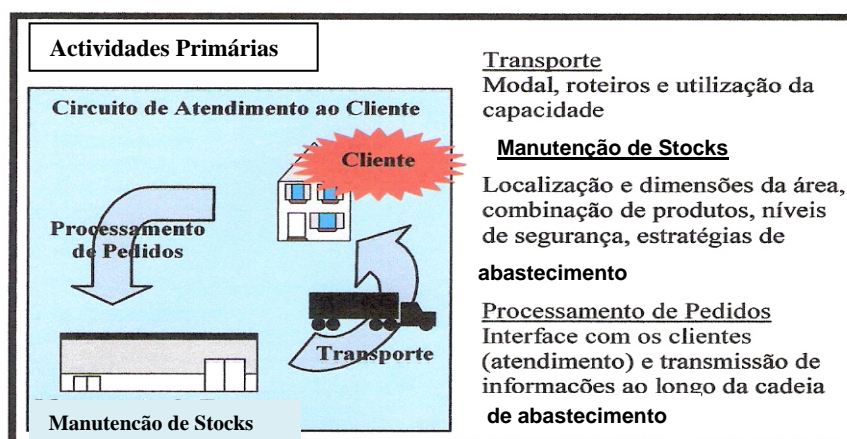 Actividades Primárias
Circuito de Atendimento ao Cliente
Cliente
Processamento
de Pedidos
Transporte
Manutencão de Stocks
Transporte
Modal, roteiros e utilização da
capacidade
Manutenção de Stocks
Localização e dimensões da área,
combinação de produtos, níveis
de segurança, estratégias de
abastecimento
Processamento de Pedidos
Interface com os clientes
(atendimento) e transmissão de
informações ao longo da cadeia
de abastecimento